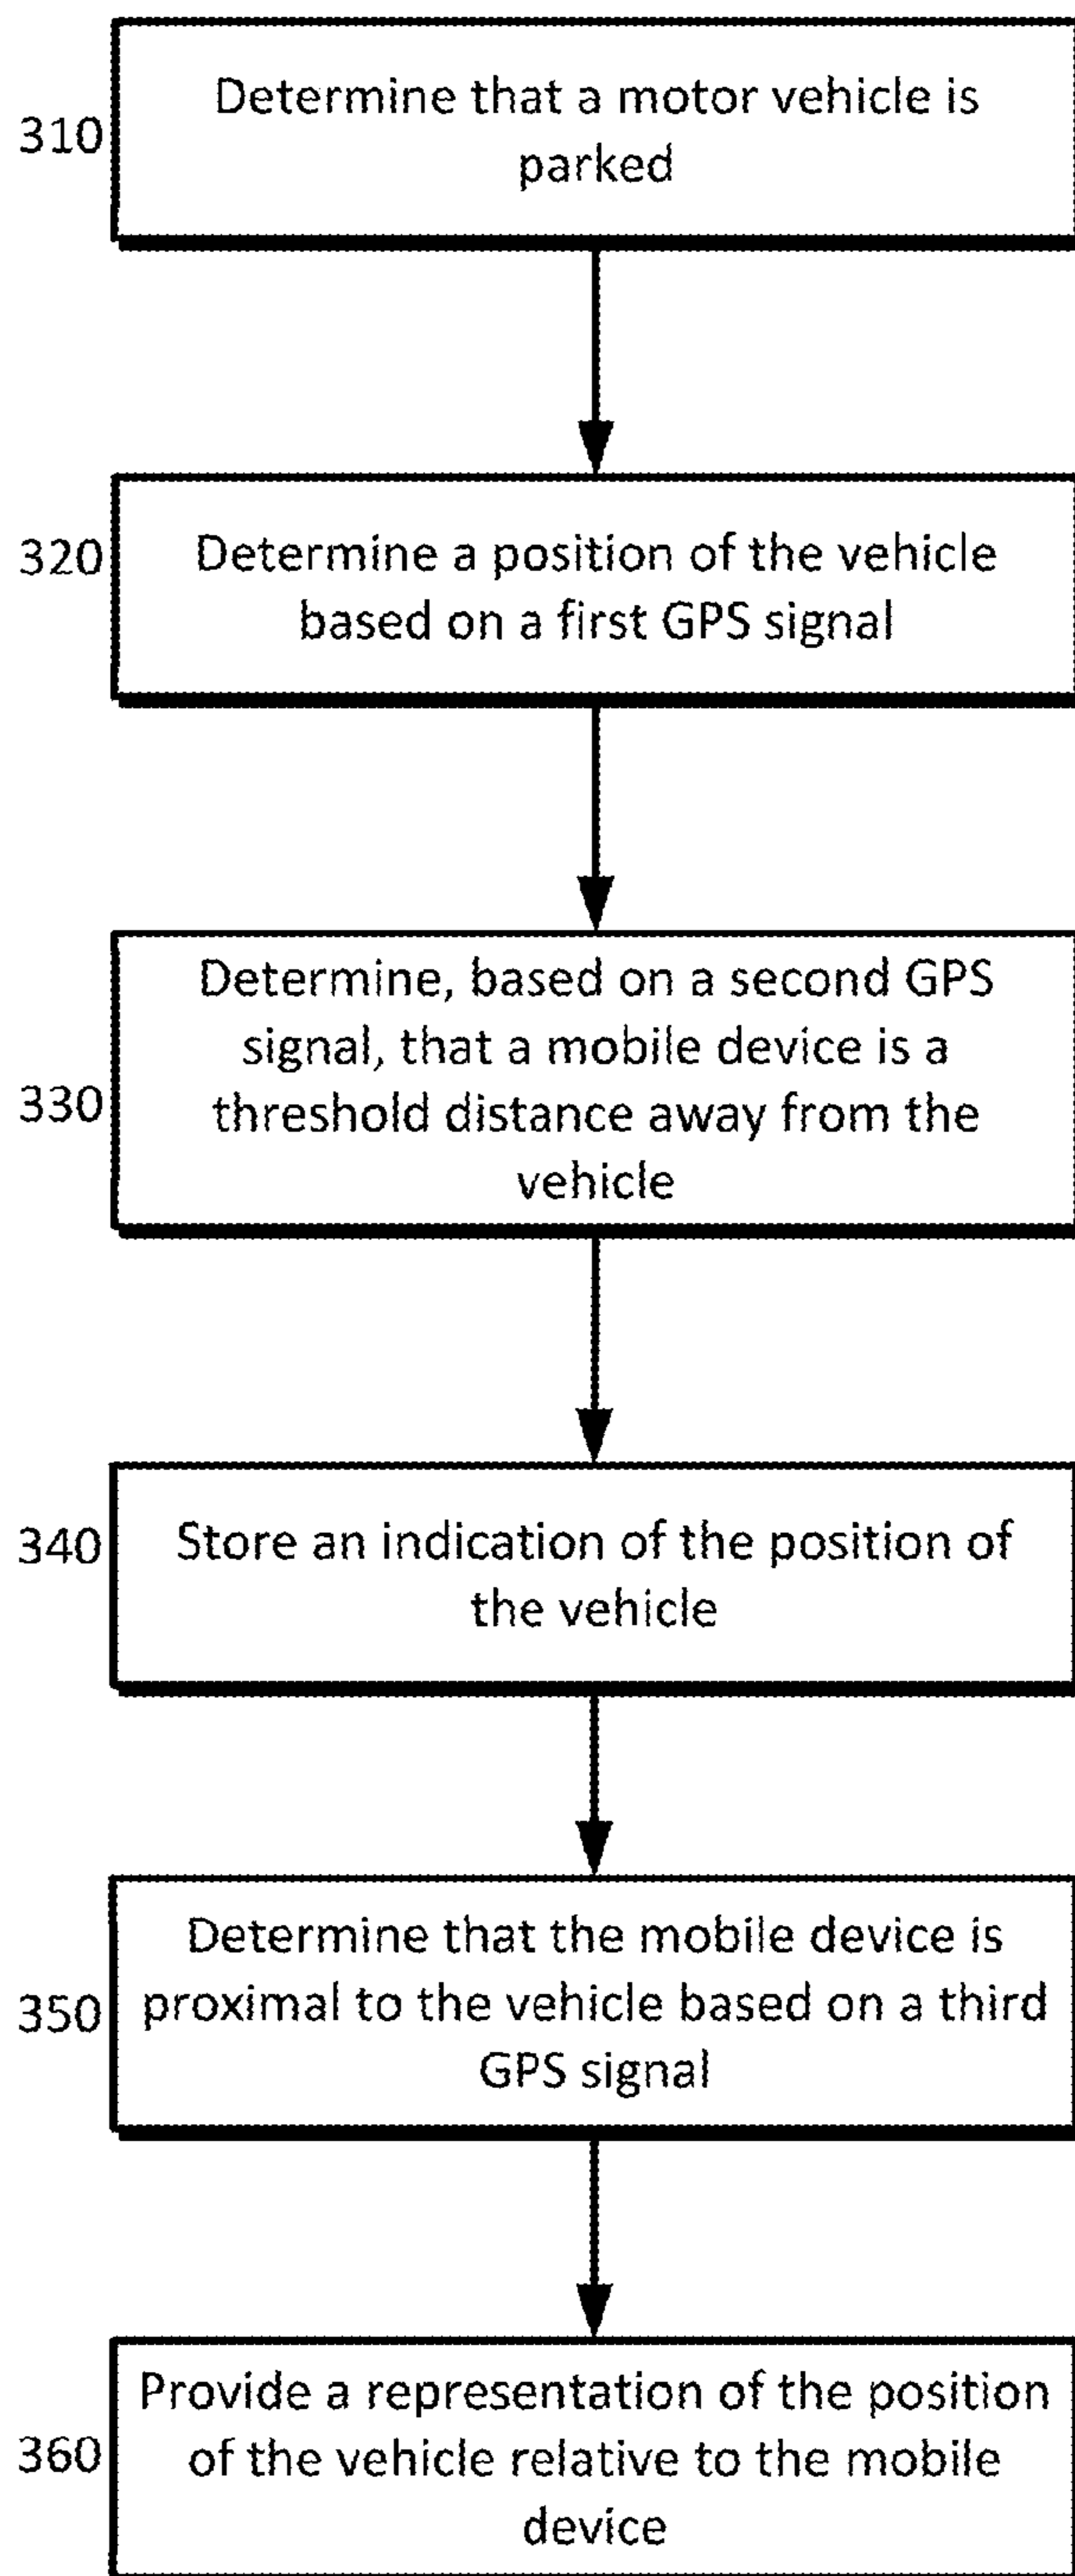 310
Determine that a motor vehicle is
parked
320
Determine a position of the vehicle
based on a first GPS signal
330
Determine, based on a second GPS
signal, that a mobile device is a
threshold distance away from the
vehicle
340
Store an indication of the position of
the vehicle
350
Determine that the mobile device is
proximal to the vehicle based on a third
GPS signal
360
Provide a representation of the position
of the vehicle relative to the mobile
device